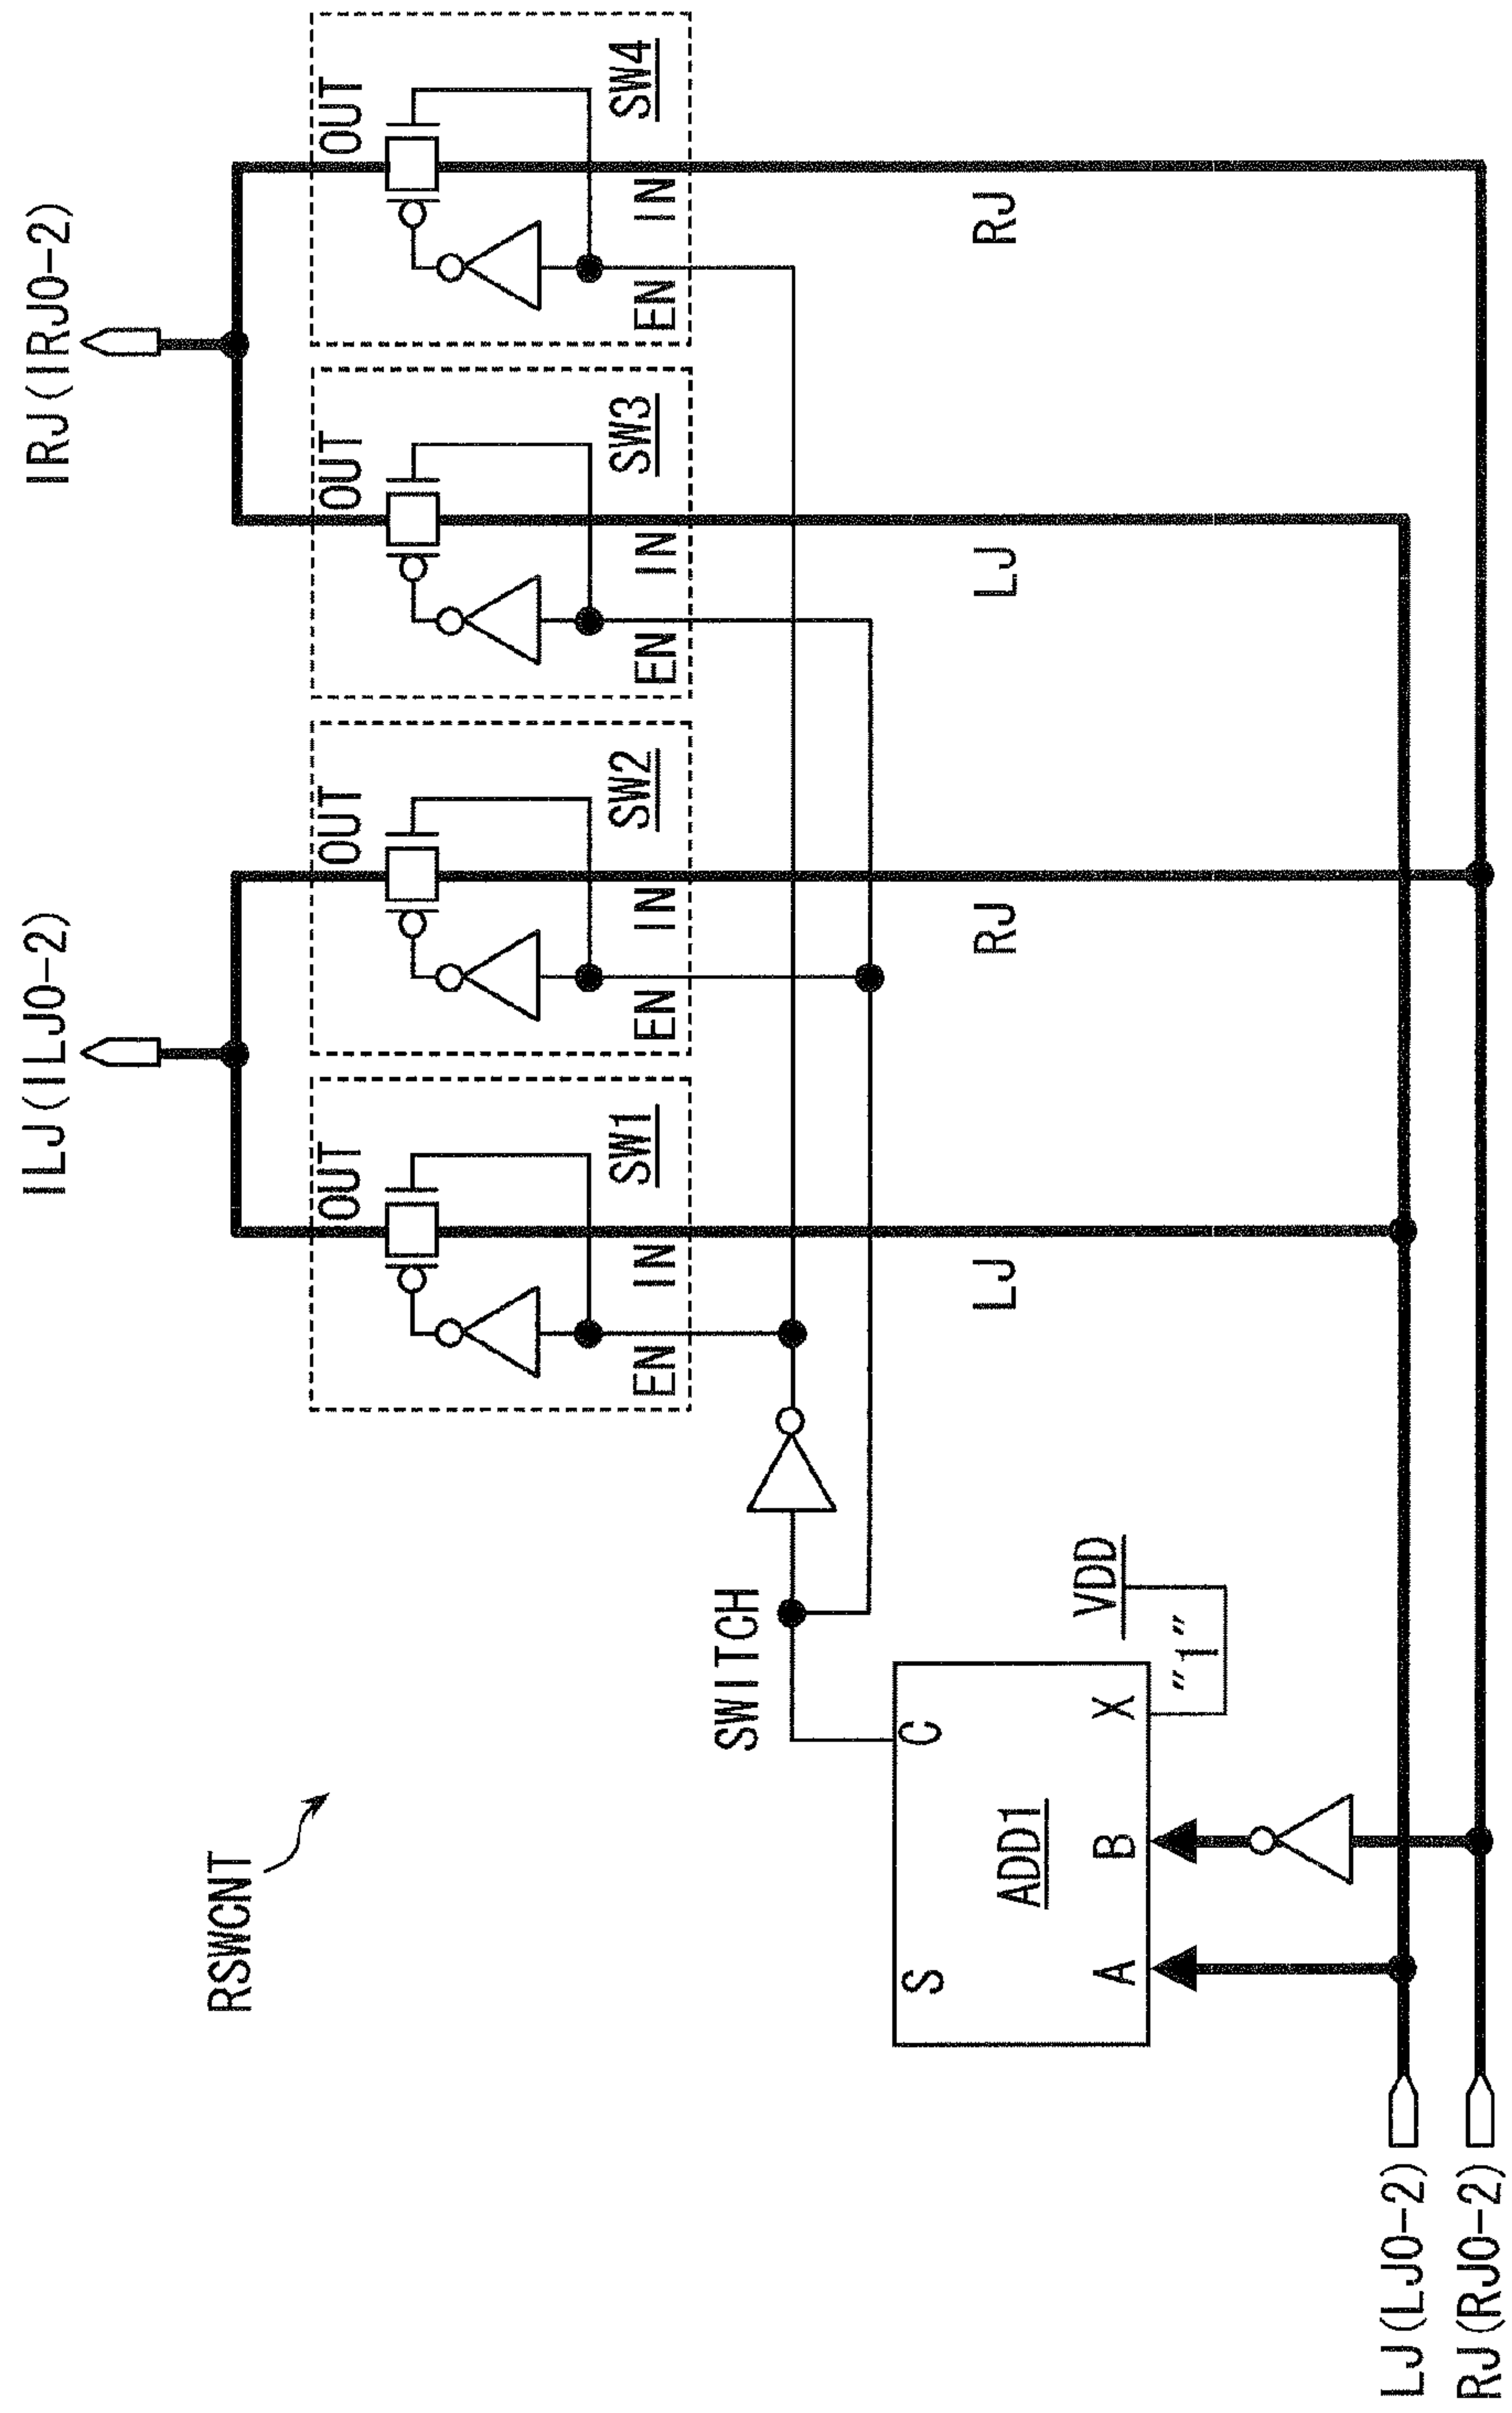 RSWCNT
ILJ(ILJ0-2)
IRJ(IRJ0-2)
OUT
OUT
OUT
OUT
SW1
SW2
SW3
SW4
EN IN
EN IN
EN IN
EN IN
SWITCH
S
C
ADD1
A
B
X
VDD
"1"
LJ
RJ
LJ
RJ
LJ(LJ0-2)
RJ(RJ0-2)